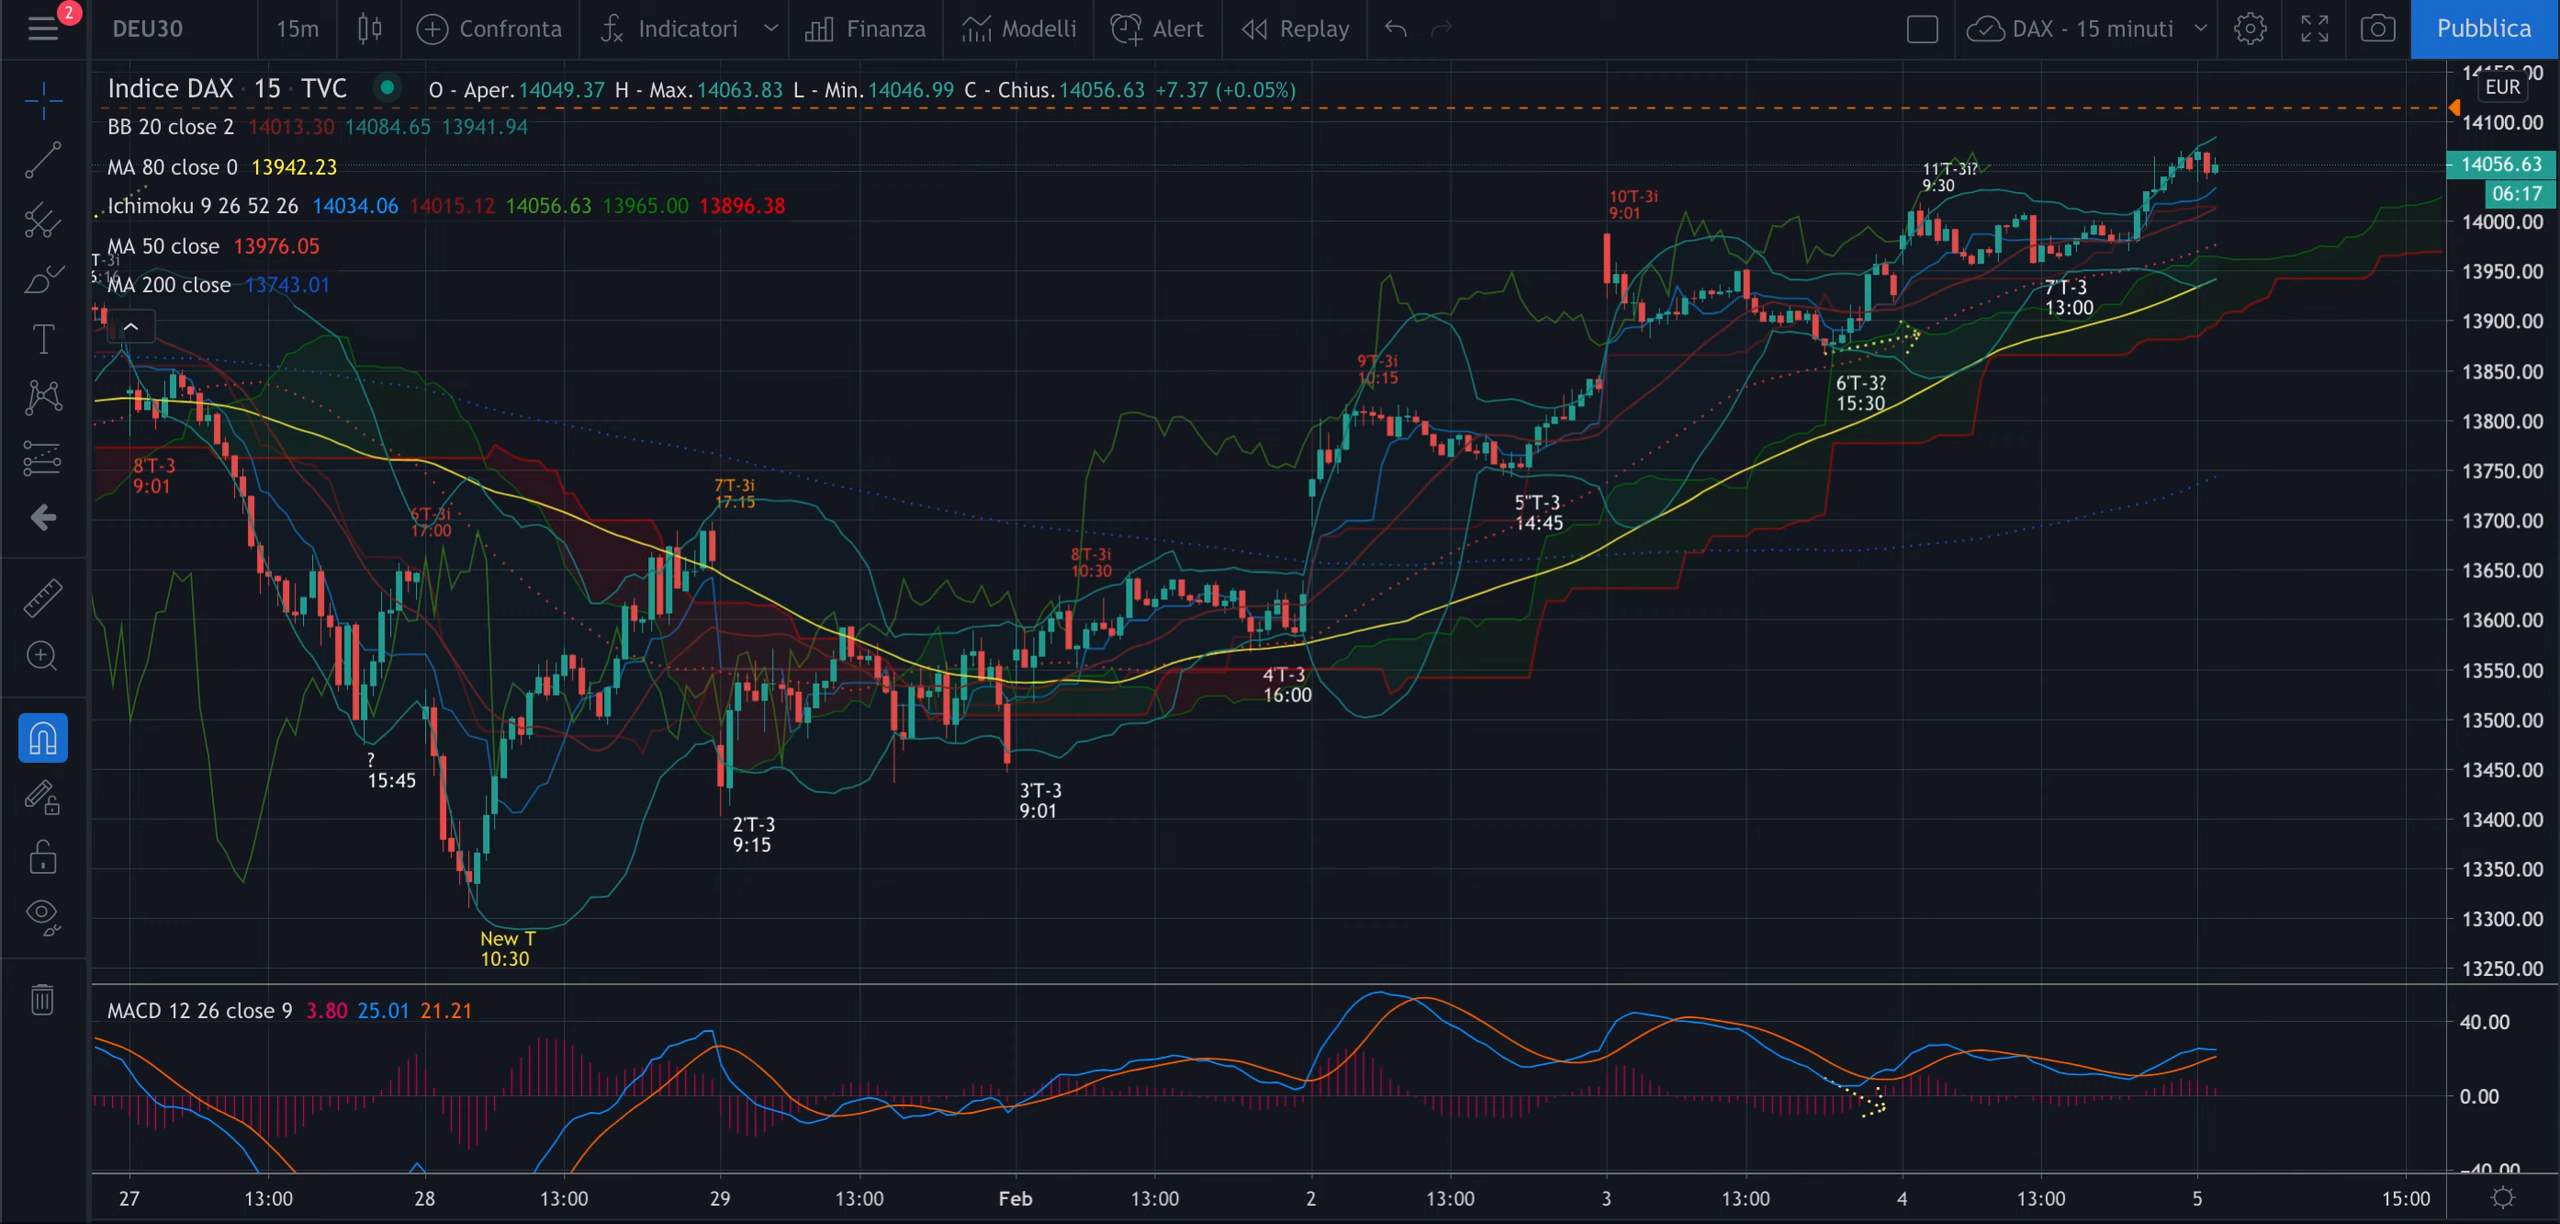 2
DEU30 15m Confronta Indicatori Finanza Modelli Alert Replay DAX - 15 minuti Pubblica
Indice DAX · 15 · TVC O - Aper.14049.37 H - Max.14063.83 L - Min.14046.99 C - Chius.14056.63 +7.37 (+0.05%)
BB 20 close 2 14013.30 14084.65 13941.94
MA 80 close 0 13942.23
Ichimoku 9 26 52 26 14034.06 14015.12 14056.63 13965.00 13896.38
MA 50 close 13976.05
MA 200 close 13743.01
EUR
14100.00
14056.63
06:17
14000.00
13950.00
13900.00
13850.00
13800.00
13750.00
13700.00
13650.00
13600.00
13550.00
13500.00
13450.00
13400.00
13350.00
13300.00
13250.00
8'T-3
9:01
6'T-3i
17:00
?
15:45
New T
10:30
7T-3i
17:15
2'T-3
9:15
3'T-3
9:01
8'T-3i
10:30
4'T-3
16:00
9'T-3i
10:15
5''T-3
14:45
10'T-3i
9:01
6'T-3?
15:30
11'T-3i?
9:30
7'T-3
13:00
MACD 12 26 close 9 3.80 25.01 21.21
40.00
0.00
-40.00
27 13:00 28 13:00 29 13:00 Feb 13:00 2 13:00 3 13:00 4 13:00 5 15:00